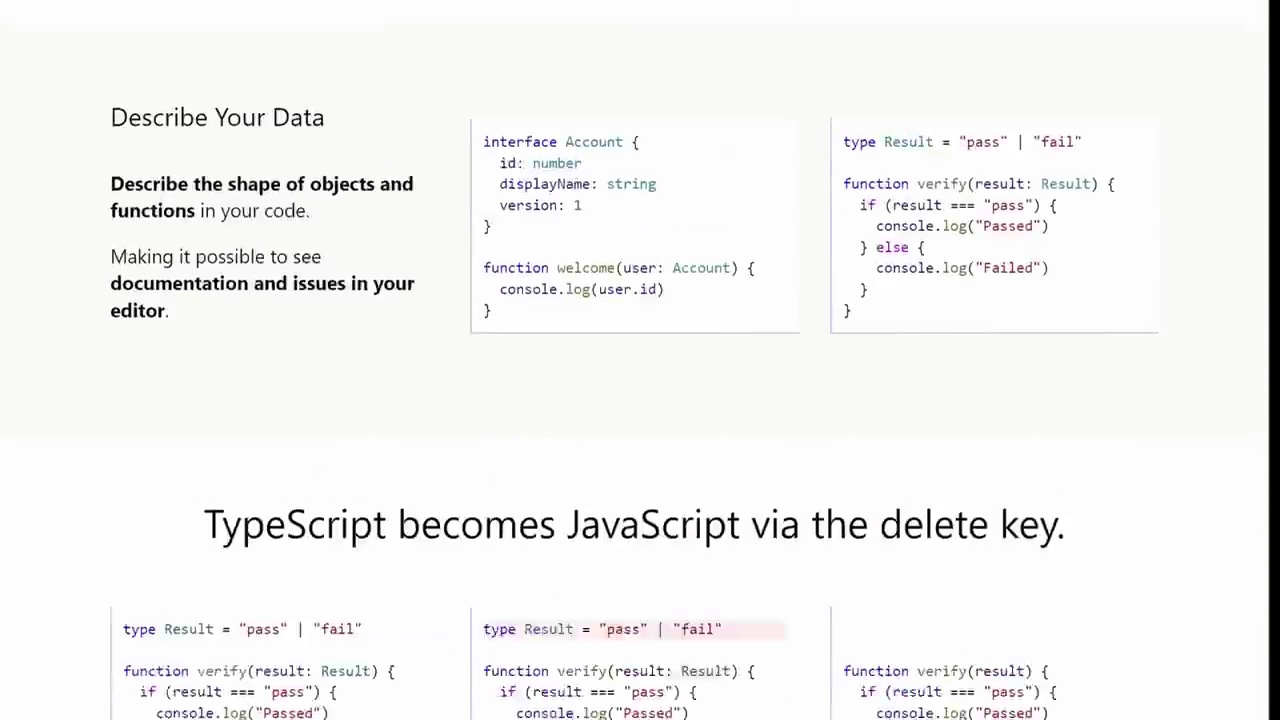 Describe Your Data
Describe the shape of objects and
functions in your code.
Making it possible to see
documentation and issues in your
editor.
interface Account {
id: number
displayName: string
version: 1
}
function welcome(user: Account) {
console.log(user.id)
}
type Result = "pass" | "fail"
function verify(result: Result) {
if (result === "pass") {
console.log("Passed")
} else {
console.log("Failed")
}
}
TypeScript becomes JavaScript via the delete key.
type Result = "pass" | "fail"
function verify(result: Result) {
if (result === "pass") {
console.log("Passed")
type Result = "pass" | "fail"
function verify(result: Result) {
if (result === "pass") {
console.log("Passed")
function verify(result) {
if (result === "pass") {
console.log("Passed")